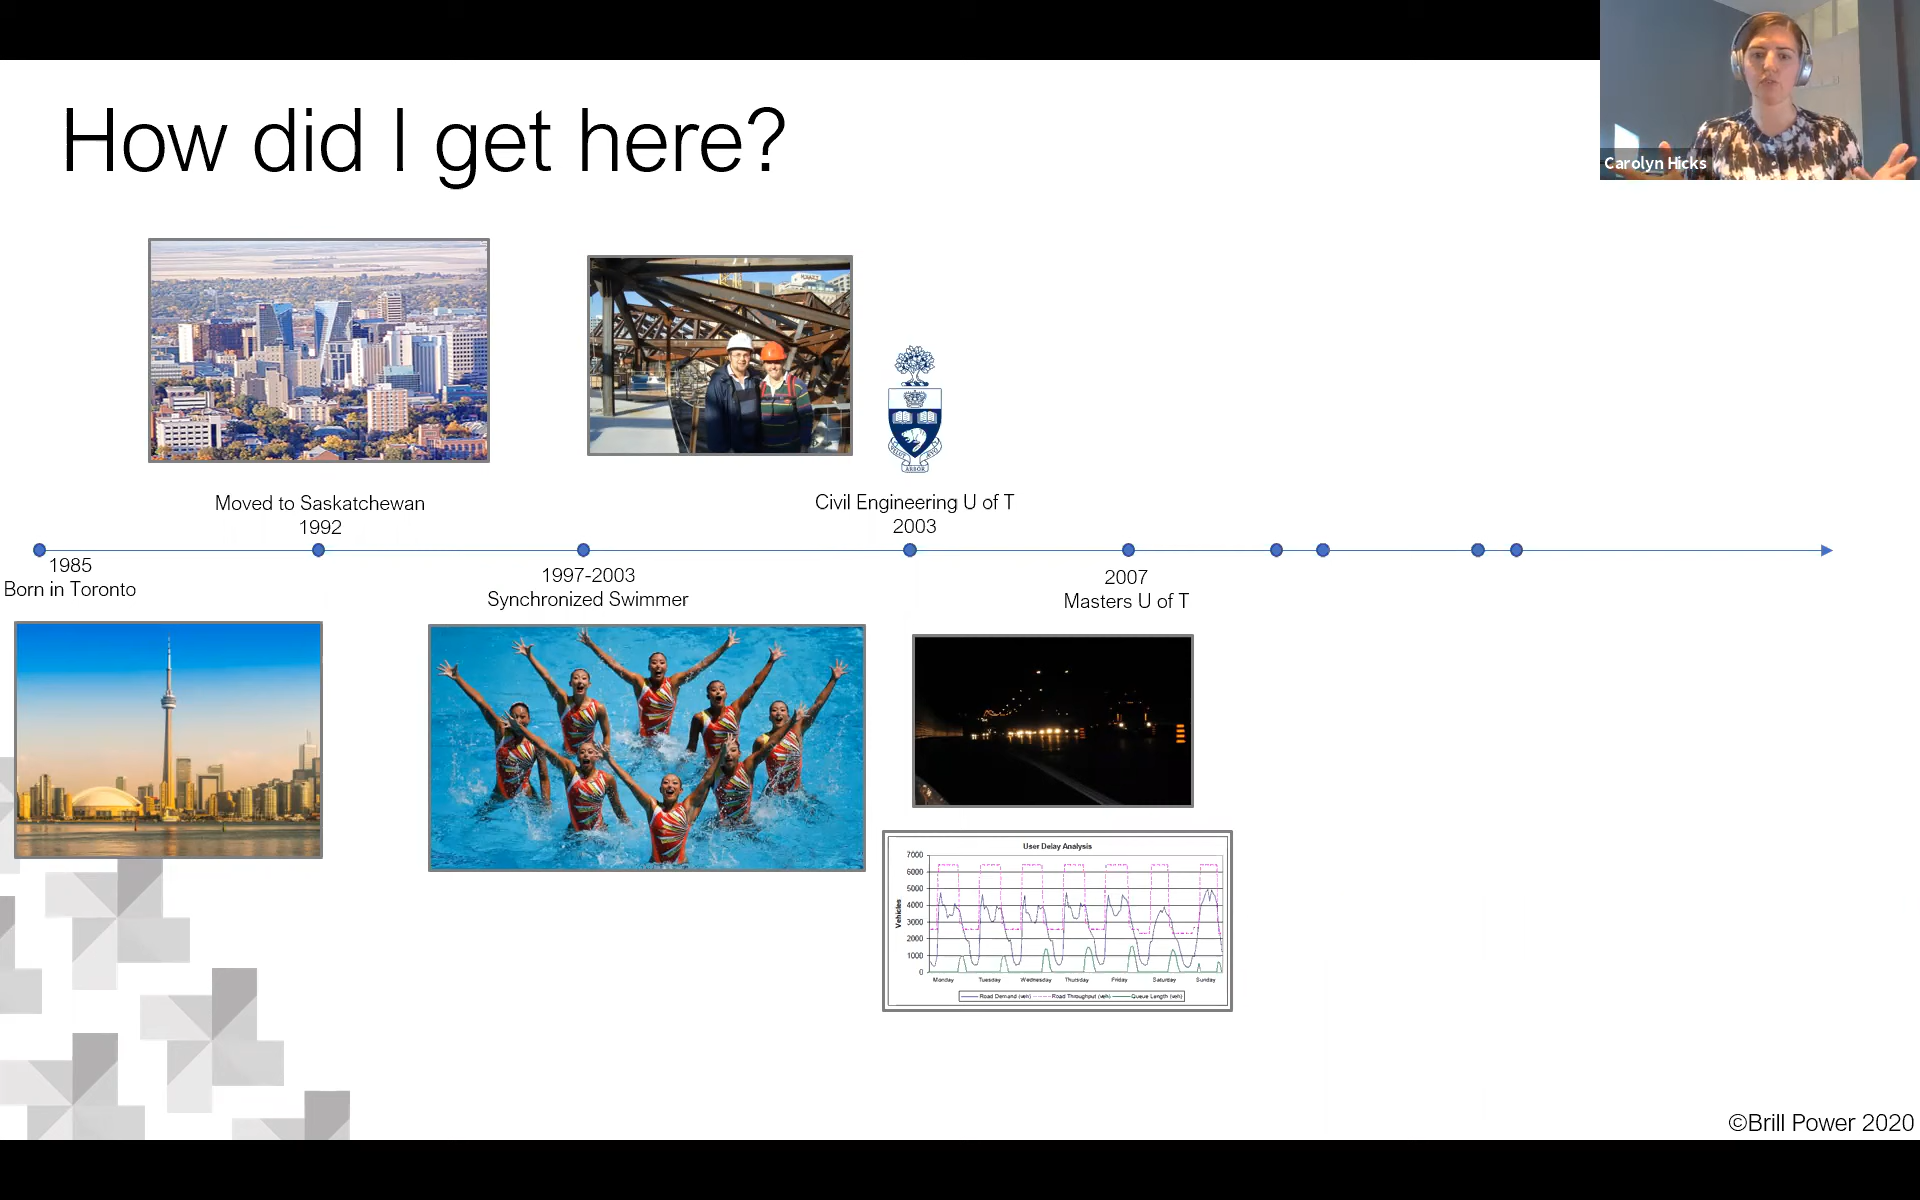 How did I get here?
Carolyn Hicks
Moved to Saskatchewan
1992
Civil Engineering U of T
2003
1985
Born in Toronto
1997-2003
Synchronized Swimmer
2007
Masters U of T
User Delay Analysis
Vehicles
7000
6000
5000
4000
3000
2000
1000
0
Monday Tuesday Wednesday Thursday Friday Saturday Sunday
Road Demand (veh) Road Throughput (veh) Queue Length (veh)
ARBOR
©Brill Power 2020